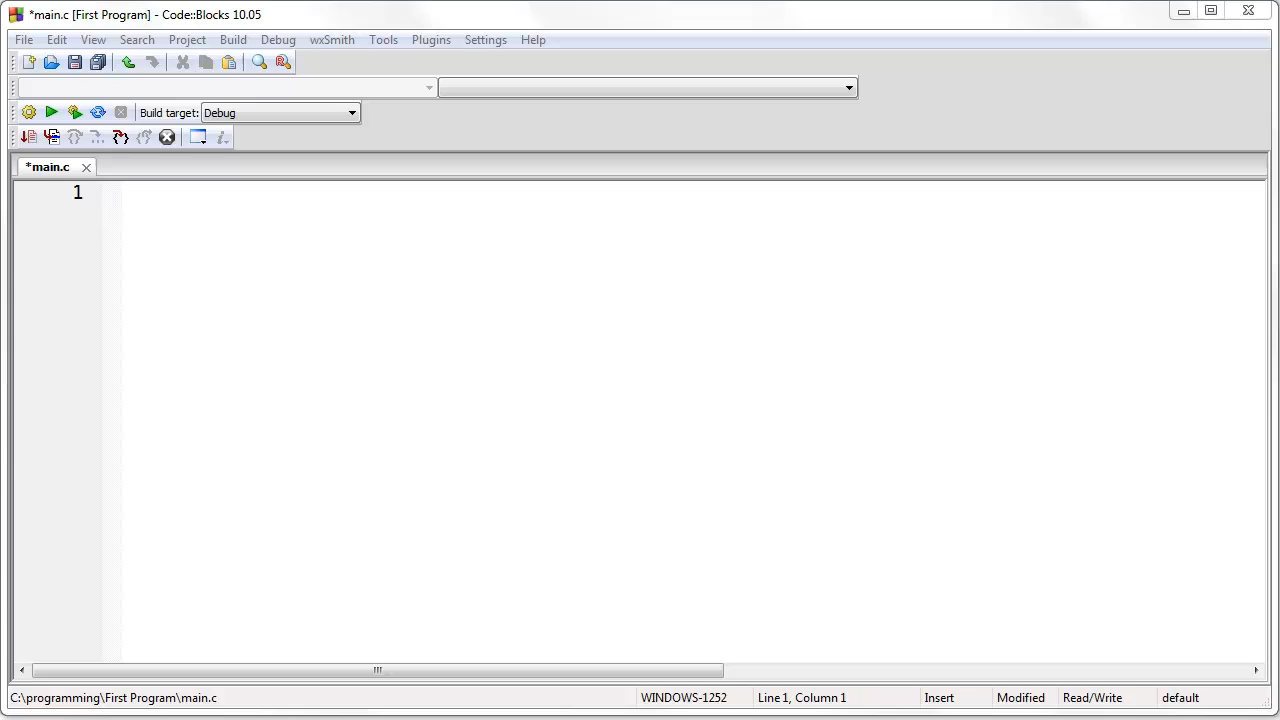 *main.c [First Program] - Code::Blocks 10.05
File Edit View Search Project Build Debug wxSmith Tools Plugins Settings Help
Build target: Debug
*main.c
1
C:\programming\First Program\main.c WINDOWS-1252 Line 1, Column 1 Insert Modified Read/Write default